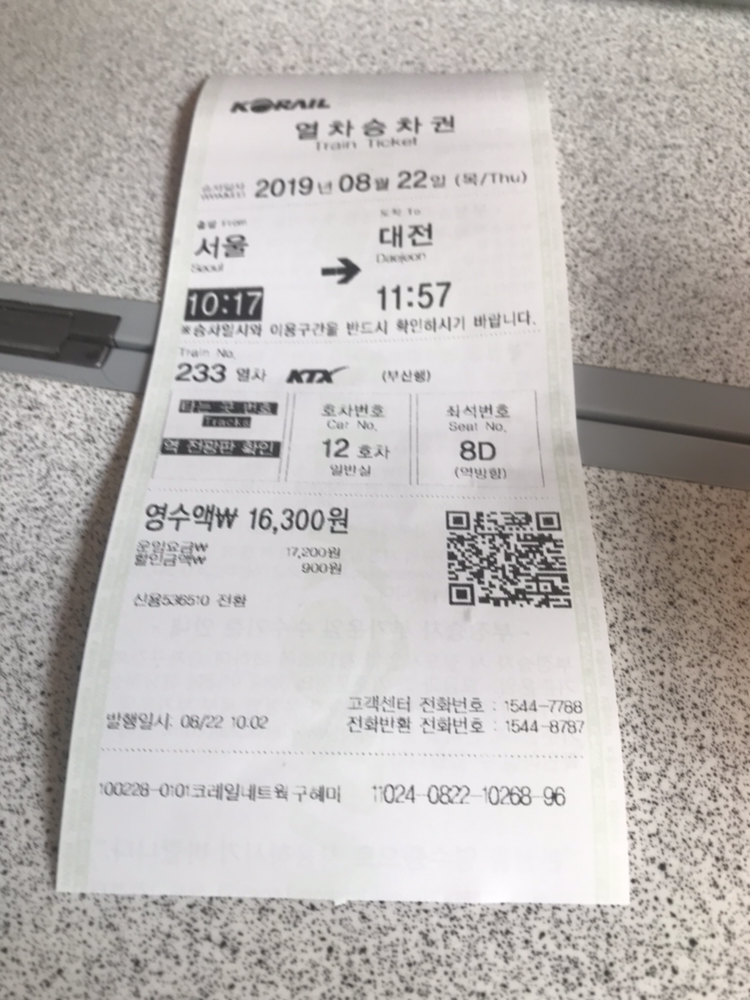 KORAIL
열차승차권
Train Ticket
2019년 08월 22일 (목/Thu)
출발 From 도착 To
서울 → 대전
Seoul Daejeon
10:17 11:57
※승차일시와 이용구간을 반드시 확인하시기 바랍니다.
Train No.
233 열차 KTX (부산행)
타는 곳 번호 호차번호 좌석번호
Tracks Car No. Seat No.
역 전광판 확인 12 호차 8D
일반실 (역방향)
영수액₩ 16,300원
운임요금₩ 17,200원
할인금액₩ 900원
신용536510 전환
고객센터 전화번호 : 1544-7788
발행일시: 08/22 10:02 전화반환 전화번호 : 1544-8787
100228-0101코레일네트웍 구혜미 11024-0822-10268-96